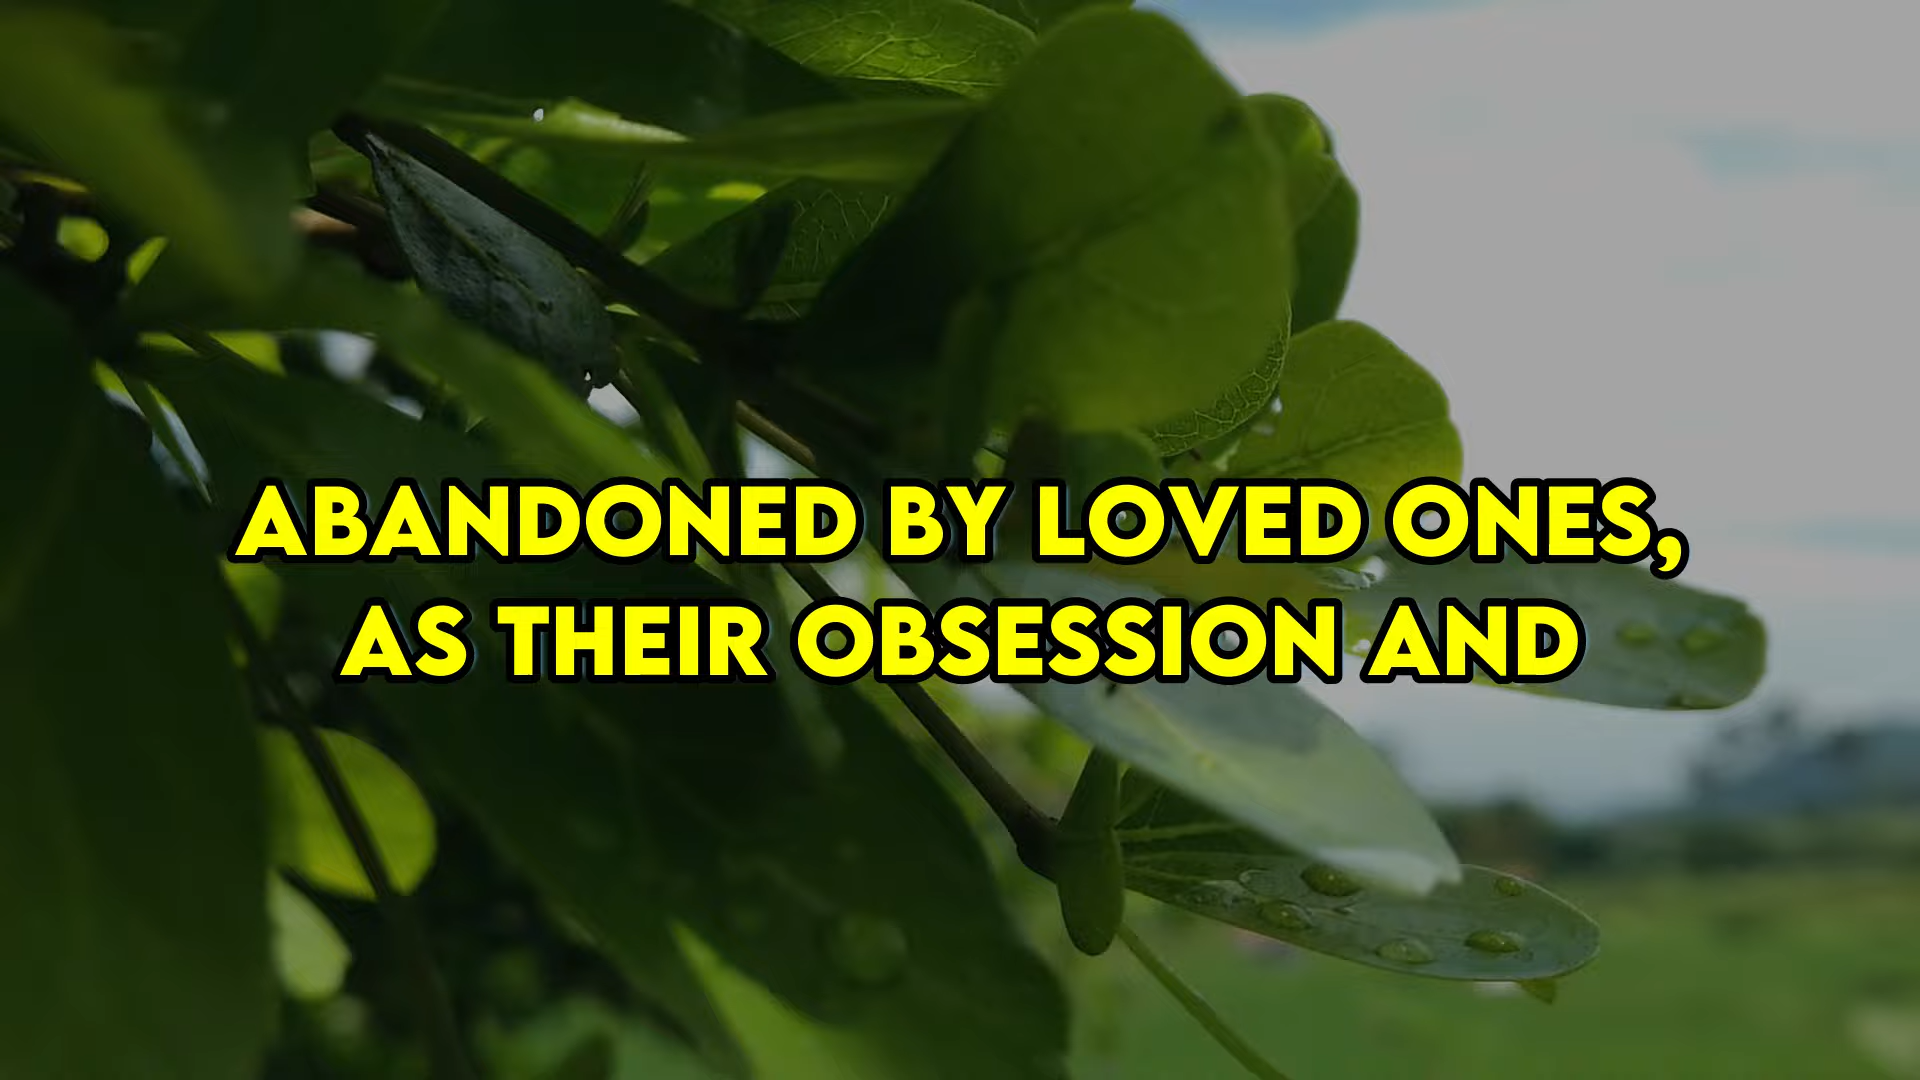 ABANDONED BY LOVED ONES,
AS THEIR OBSESSION AND